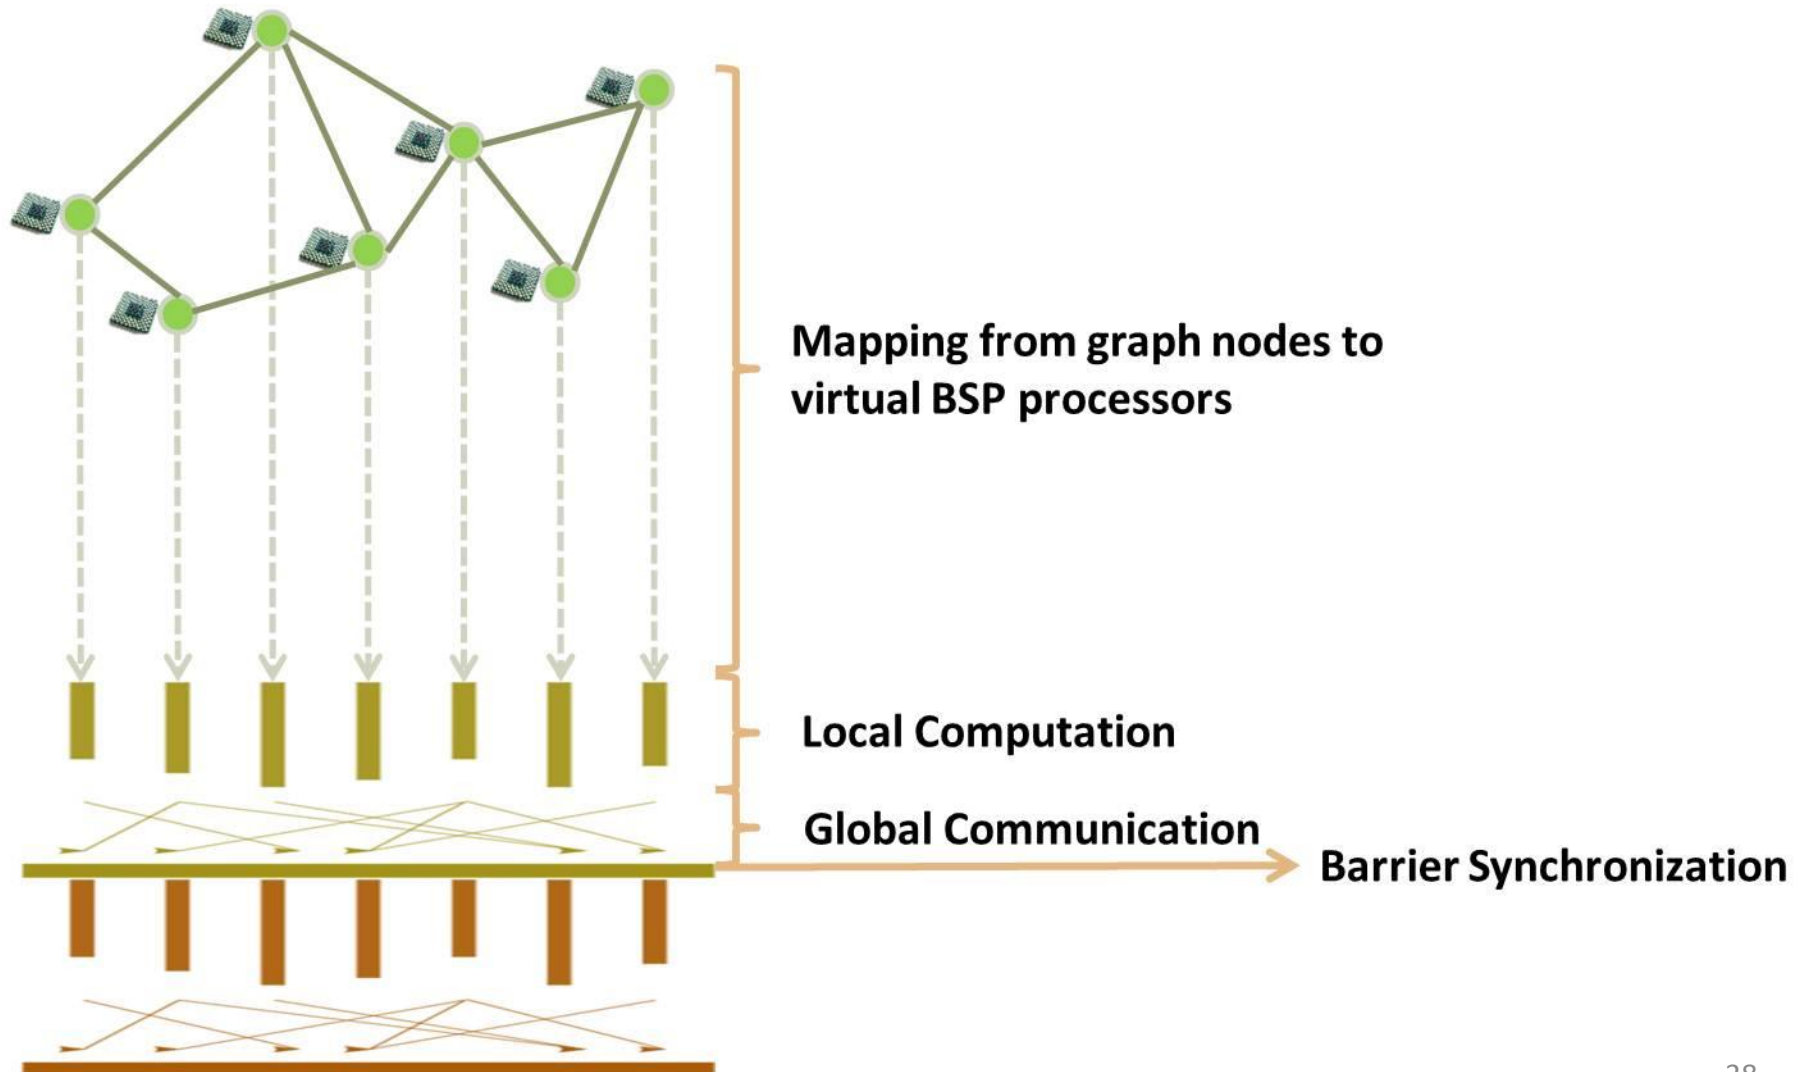 Mapping from graph nodes to
virtual BSP processors
Local Computation
Global Communication
Barrier Synchronization